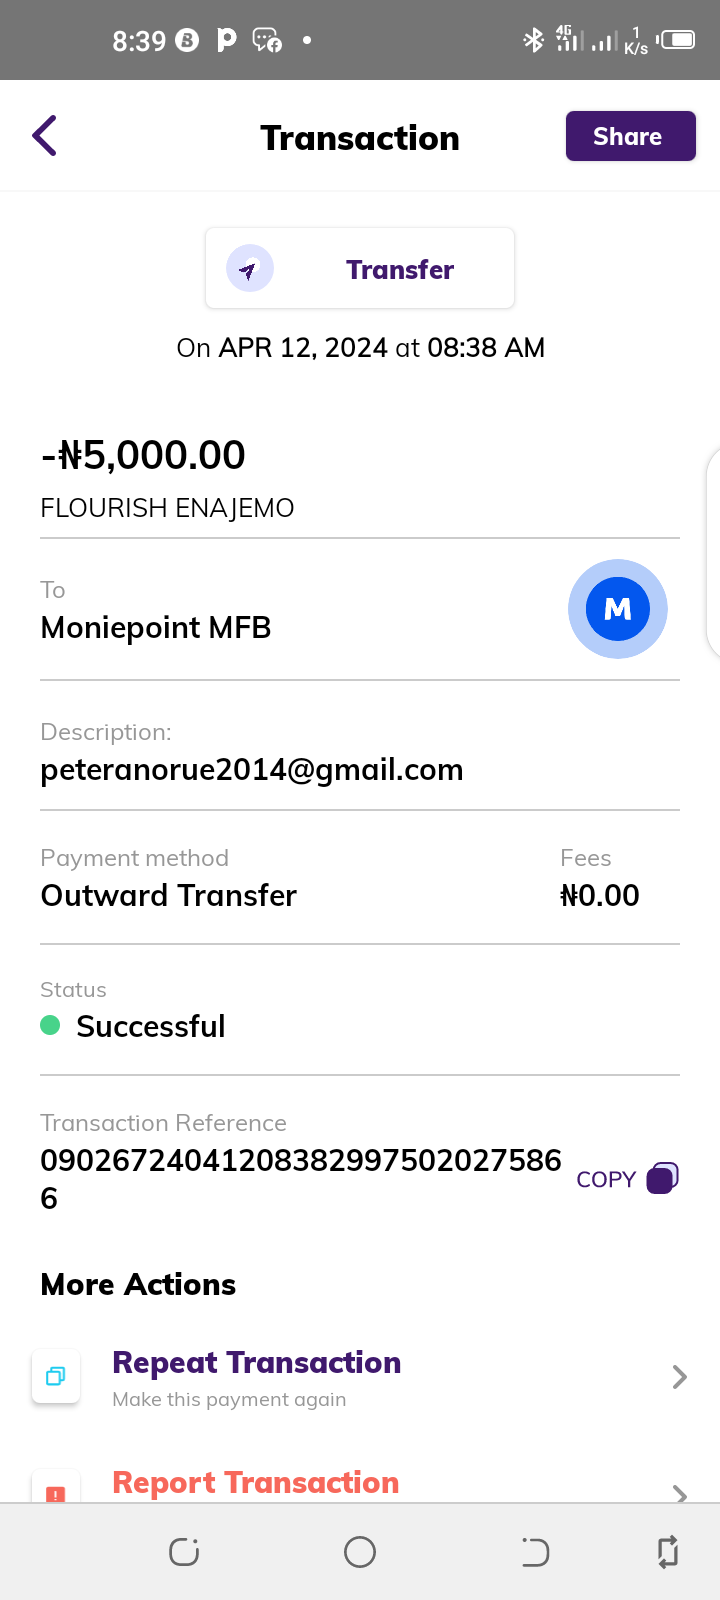 8:39
4G
1
K/s
Transaction
Share
Transfer
On APR 12, 2024 at 08:38 AM
-₦5,000.00
FLOURISH ENAJEMO
To
Moniepoint MFB
M
Description:
peteranorue2014@gmail.com
Payment method
Fees
Outward Transfer
₦0.00
Status
Successful
Transaction Reference
09026724041208382997502027586
6
COPY
More Actions
Repeat Transaction
Make this payment again
Report Transaction